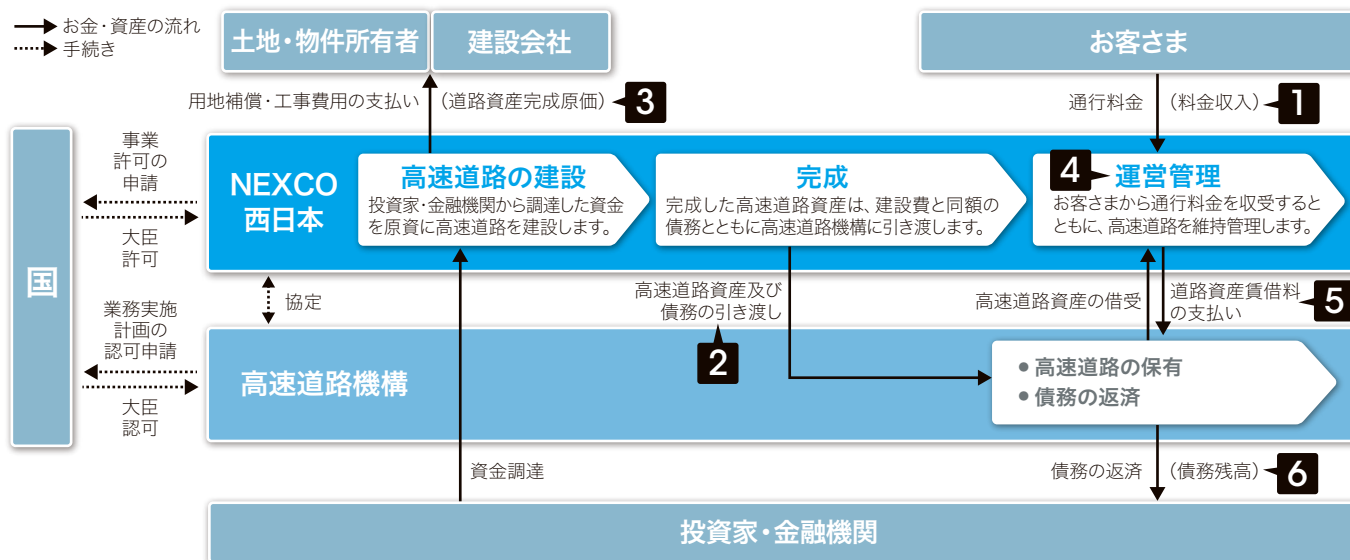 お金・資産の流れ
手続き
土地・物件所有者
建設会社
お客さま
用地補償・工事費用の支払い
(道路資産完成原価)
3
通行料金
(料金収入)
1
国
事業
許可の
申請
大臣
許可
NEXCO
西日本
高速道路の建設
投資家・金融機関から調達した資金
を原資に高速道路を建設します。
完成
完成した高速道路資産は、建設費と同額の
債務とともに高速道路機構に引き渡します。
4
運営管理
お客さまから通行料金を収受すると
ともに、高速道路を維持管理します。
協定
高速道路資産及び
債務の引き渡し
2
高速道路資産の借受
道路資産賃借料
の支払い
5
業務実施
計画の
認可申請
大臣
認可
高速道路機構
• 高速道路の保有
• 債務の返済
資金調達
債務の返済
(債務残高)
6
投資家・金融機関